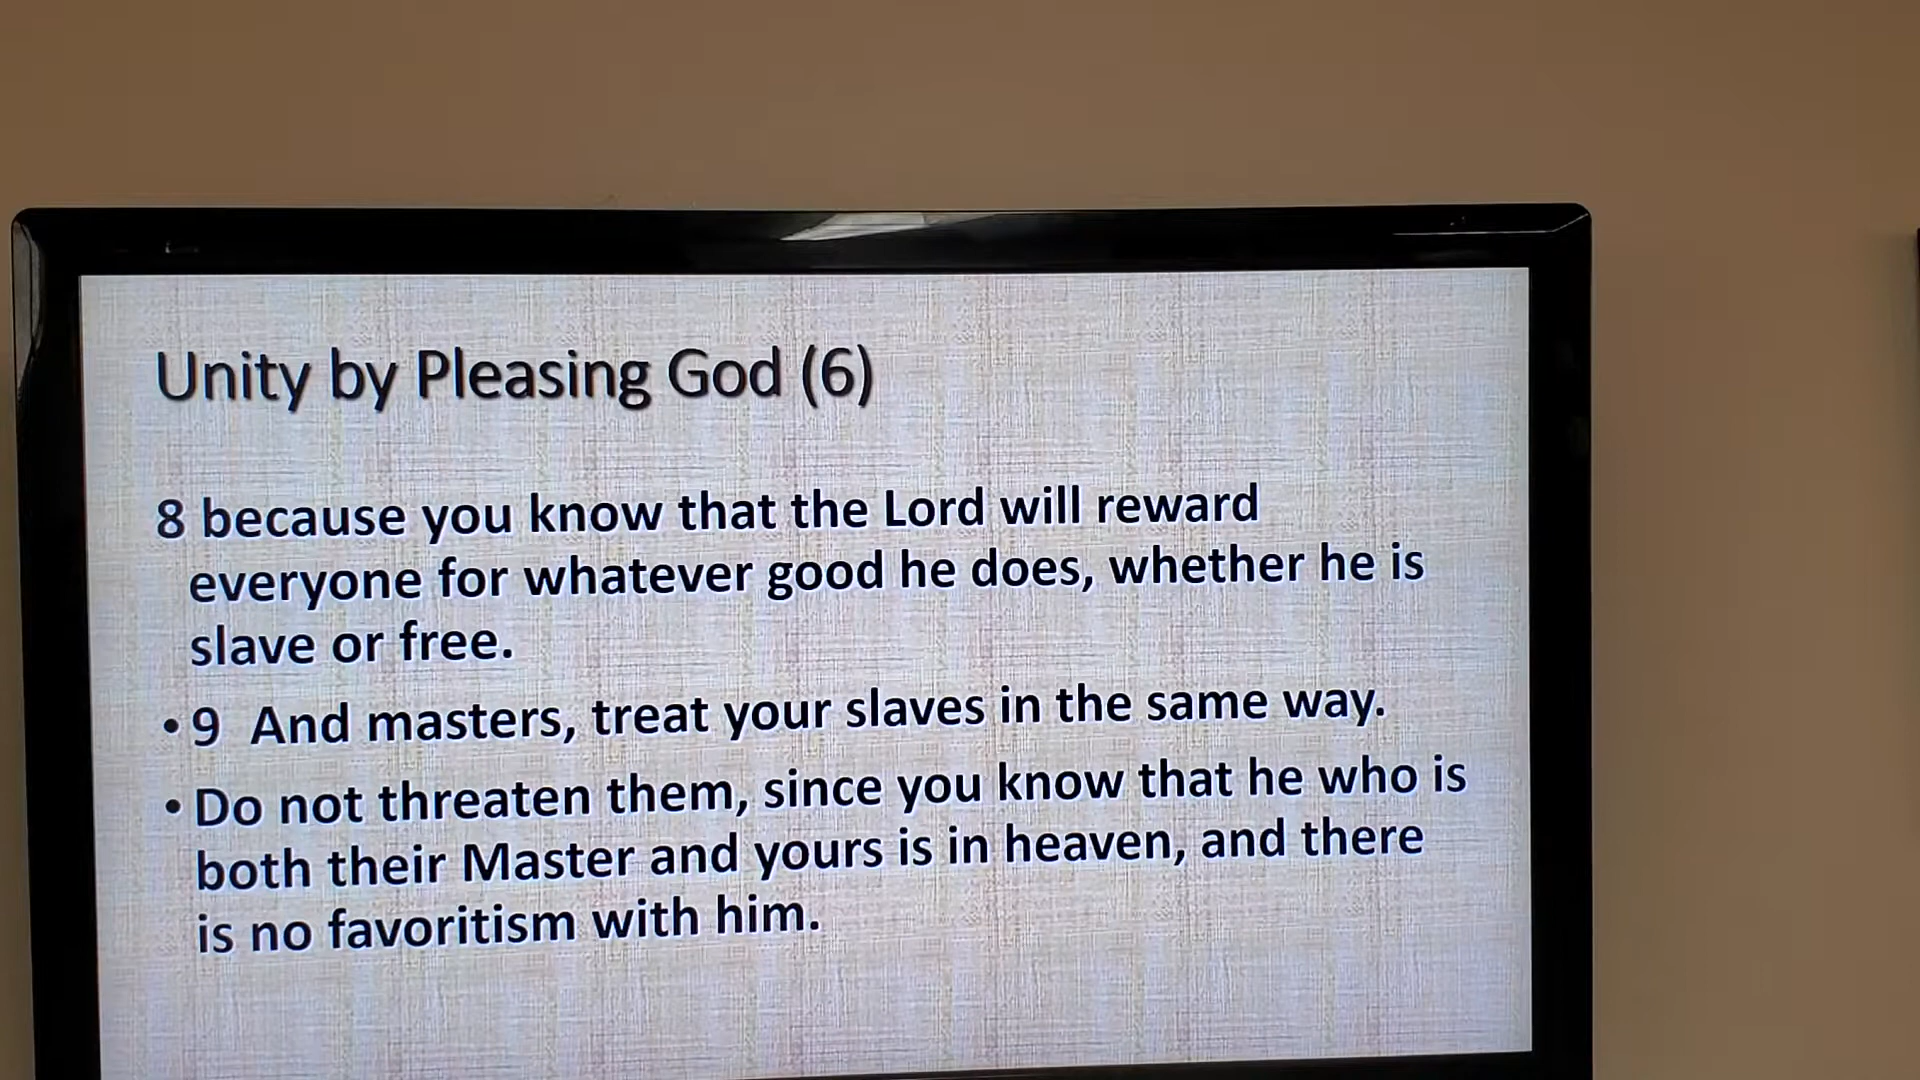 Unity by Pleasing God (6)
8 because you know that the Lord will reward
everyone for whatever good he does, whether he is
slave or free.
• 9  And masters, treat your slaves in the same way.
• Do not threaten them, since you know that he who is
both their Master and yours is in heaven, and there
is no favoritism with him.